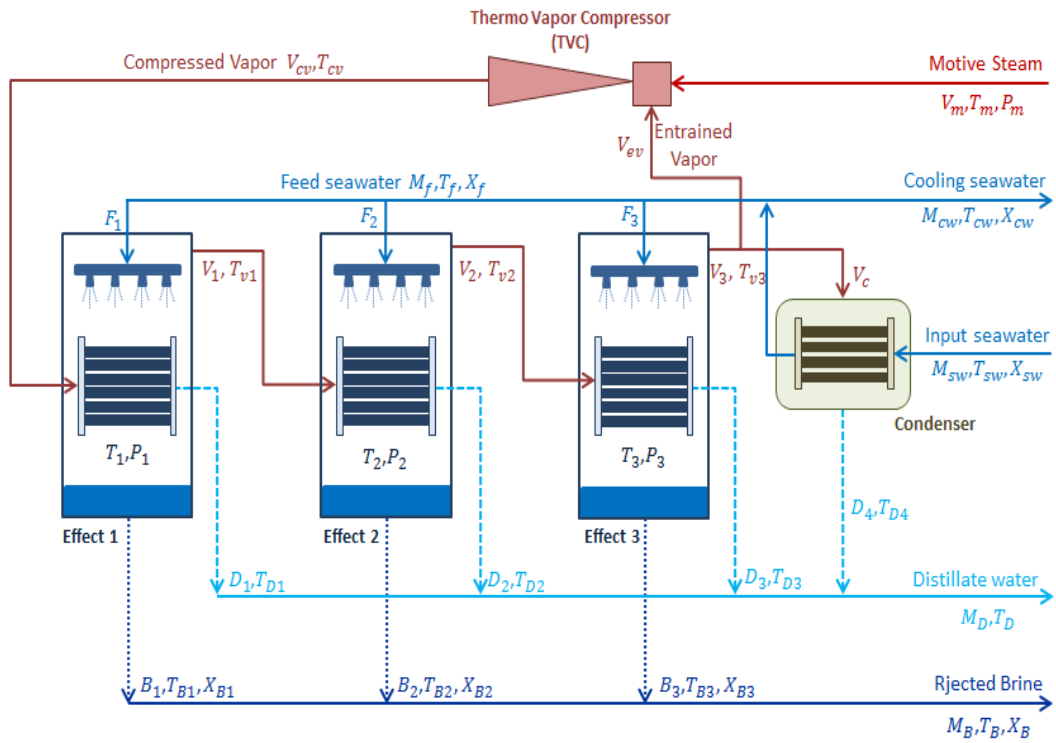 Thermo Vapor Compressor
(TVC)
Compressed Vapor V_cv,T_cv
Motive Steam
V_m,T_m,P_m
V_ev
Entrained
Vapor
Feed seawater M_f,T_f,X_f
Cooling seawater
M_cw,T_cw,X_cw
F_1
F_2
F_3
V_1, T_v1
V_2, T_v2
V_3, T_v3
V_c
Input seawater
M_sw,T_sw,X_sw
Condenser
T_1,P_1
T_2,P_2
T_3,P_3
D_4,T_D4
Effect 1
Effect 2
Effect 3
D_1,T_D1
D_2,T_D2
D_3,T_D3
Distillate water
M_D,T_D
B_1,T_B1,X_B1
B_2,T_B2,X_B2
B_3,T_B3,X_B3
Rjected Brine
M_B,T_B,X_B